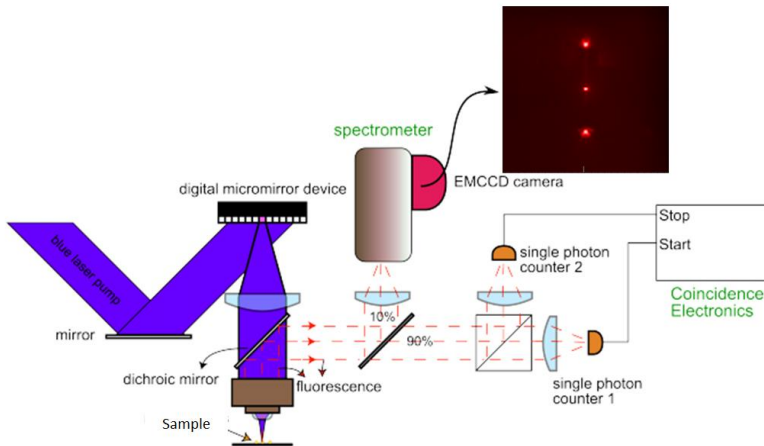 spectrometer
EMCCD camera
digital micromirror device
blue laser pump
mirror
dichroic mirror
fluorescence
Sample
10%
90%
single photon
counter 2
single photon
counter 1
Stop
Start
Coincidence
Electronics